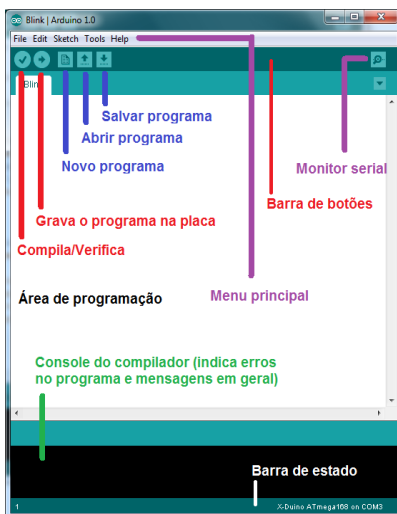 Blink | Arduino 1.0
File Edit Sketch Tools Help
Blink
Salvar programa
Abrir programa
Novo programa
Monitor serial
Barra de botões
Grava o programa na placa
Compila/Verifica
Área de programação
Menu principal
Console do compilador (indica erros
no programa e mensagens em geral)
Barra de estado
1
X-Duino ATmega168 on COM3